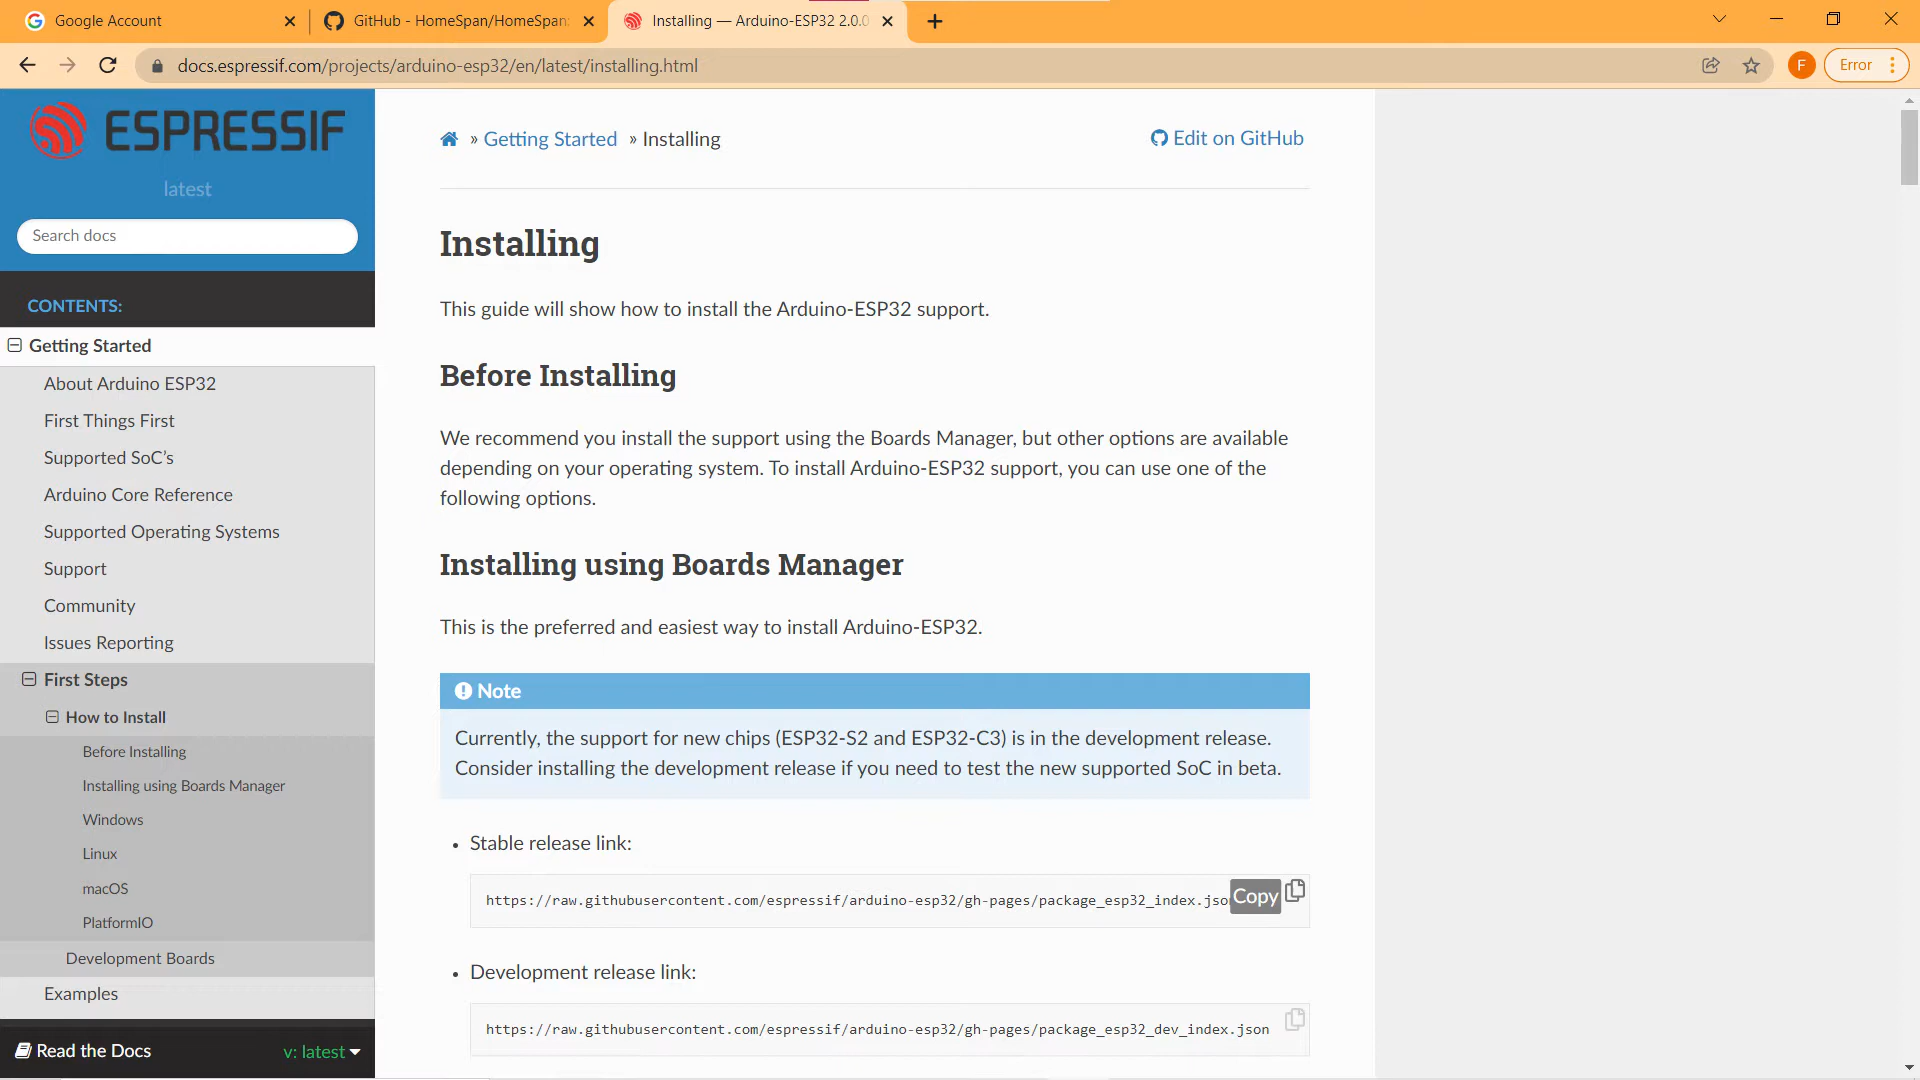 Google Account
GitHub - HomeSpan/HomeSpan:
Installing — Arduino-ESP32 2.0.0
docs.espressif.com/projects/arduino-esp32/en/latest/installing.html
F
Error
ESPRESSIF
latest
Search docs
CONTENTS:
Getting Started
About Arduino ESP32
First Things First
Supported SoC’s
Arduino Core Reference
Supported Operating Systems
Support
Community
Issues Reporting
First Steps
How to Install
Before Installing
Installing using Boards Manager
Windows
Linux
macOS
PlatformIO
Development Boards
Examples
Read the Docs
v: latest
» Getting Started » Installing
Edit on GitHub
Installing
This guide will show how to install the Arduino-ESP32 support.
Before Installing
We recommend you install the support using the Boards Manager, but other options are available
depending on your operating system. To install Arduino-ESP32 support, you can use one of the
following options.
Installing using Boards Manager
This is the preferred and easiest way to install Arduino-ESP32.
Note
Currently, the support for new chips (ESP32-S2 and ESP32-C3) is in the development release.
Consider installing the development release if you need to test the new supported SoC in beta.
• Stable release link:
https://raw.githubusercontent.com/espressif/arduino-esp32/gh-pages/package_esp32_index.jso
Copy
• Development release link:
https://raw.githubusercontent.com/espressif/arduino-esp32/gh-pages/package_esp32_dev_index.json